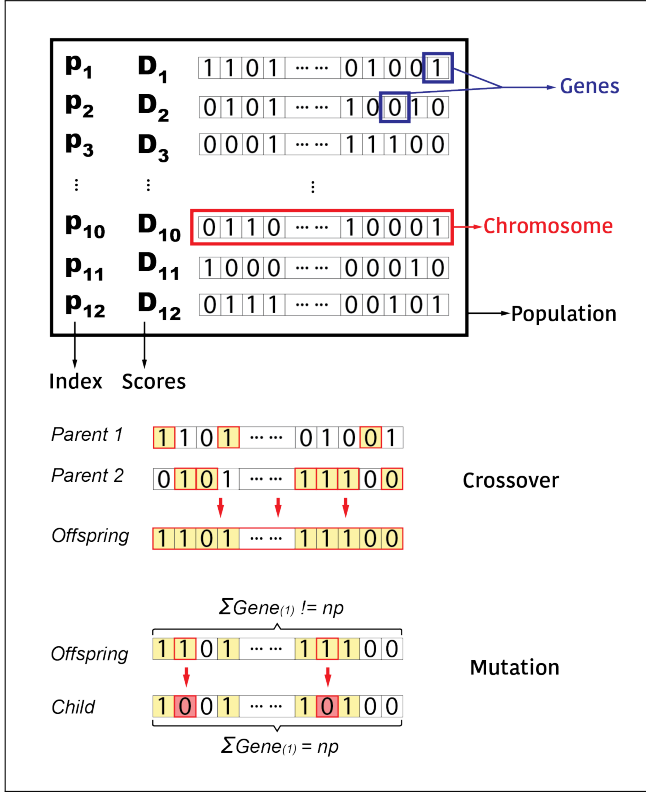 p1 D1 1 1 0 1 ... ... 0 1 0 0 1
Genes
p2 D2 0 1 0 1 ... ... 1 0 0 1 0
p3 D3 0 0 0 1 ... ... 1 1 1 0 0
⋮ ⋮ ⋮
p10 D10 0 1 1 0 ... ... 1 0 0 0 1
Chromosome
p11 D11 1 0 0 0 ... ... 0 0 0 1 0
p12 D12 0 1 1 1 ... ... 0 0 1 0 1
Population
Index Scores
Parent 1 1 1 0 1 ... ... 0 1 0 0 1
Parent 2 0 1 0 1 ... ... 1 1 1 0 0
Crossover
Offspring 1 1 0 1 ... ... 1 1 1 0 0
ΣGene(1) != np
Offspring 1 1 0 1 ... ... 1 1 1 0 0
Mutation
Child 1 0 0 1 ... ... 1 0 1 0 0
ΣGene(1) = np